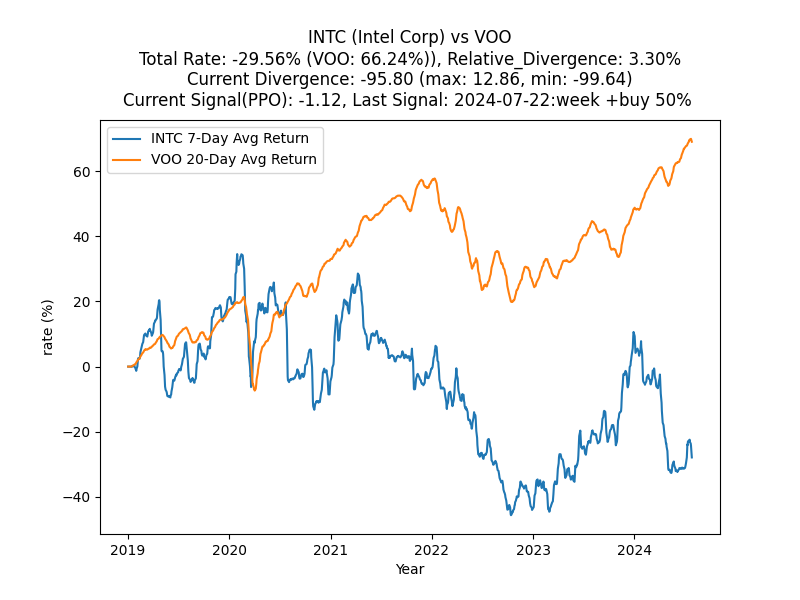 INTC (Intel Corp) vs VOO
Total Rate: -29.56% (VOO: 66.24%)), Relative_Divergence: 3.30%
Current Divergence: -95.80 (max: 12.86, min: -99.64)
Current Signal(PPO): -1.12, Last Signal: 2024-07-22:week +buy 50%
INTC 7-Day Avg Return
VOO 20-Day Avg Return
60
40
20
0
−20
−40
rate (%)
2019 2020 2021 2022 2023 2024
Year